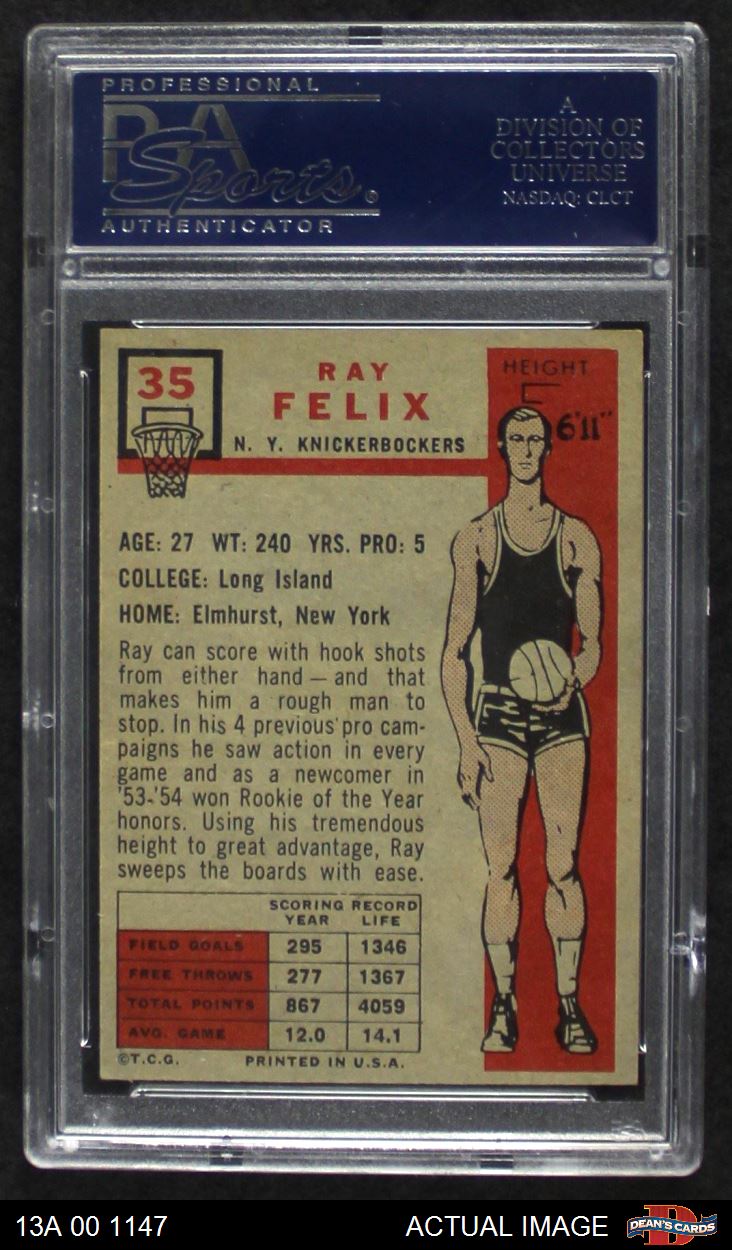 PROFESSIONAL
PSA
Sports®
AUTHENTICATOR
A
DIVISION OF
COLLECTORS
UNIVERSE
NASDAQ: CLCT
35
RAY
FELIX
N. Y. KNICKERBOCKERS
HEIGHT
6'11"
AGE: 27 WT: 240 YRS. PRO: 5
COLLEGE: Long Island
HOME: Elmhurst, New York
Ray can score with hook shots
from either hand — and that
makes him a rough man to
stop. In his 4 previous pro cam-
paigns he saw action in every
game and as a newcomer in
'53-'54 won Rookie of the Year
honors. Using his tremendous
height to great advantage, Ray
sweeps the boards with ease.
SCORING RECORD
YEAR LIFE
FIELD GOALS 295 1346
FREE THROWS 277 1367
TOTAL POINTS 867 4059
AVG. GAME 12.0 14.1
©T.C.G. PRINTED IN U.S.A.
13A 00 1147 ACTUAL IMAGE DEAN'S CARDS